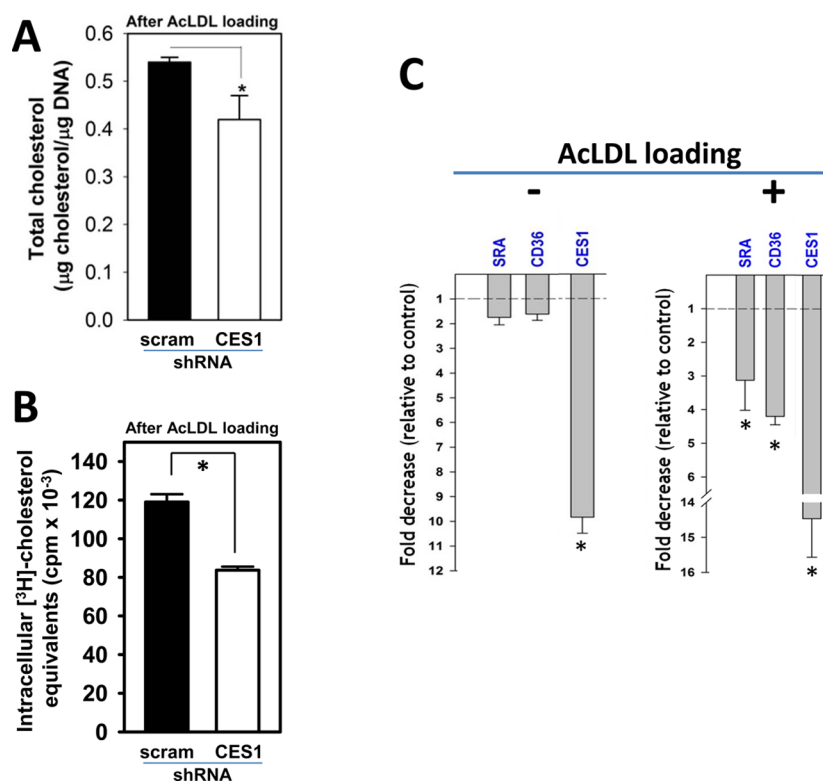 A
After AcLDL loading
Total cholesterol
(µg cholesterol/µg DNA)
0.6
0.5
0.4
0.3
0.2
0.1
0.0
*
scram CES1
shRNA
B
After AcLDL loading
Intracellular [³H]-cholesterol
equivalents (cpm x 10⁻³)
140
120
100
80
60
40
20
0
*
scram CES1
shRNA
C
AcLDL loading
- +
SRA
CD36
CES1
Fold decrease (relative to control)
1
2
3
4
5
6
7
8
9
10
11
12
*
SRA
CD36
CES1
Fold decrease (relative to control)
1
2
3
4
5
6
14
15
16
*
*
*